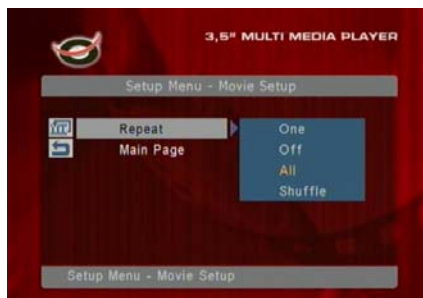 3,5" MULTI MEDIA PLAYER
Setup Menu - Movie Setup
Repeat
Main Page
One
Off
All
Shuffle
Setup Menu - Movie Setup